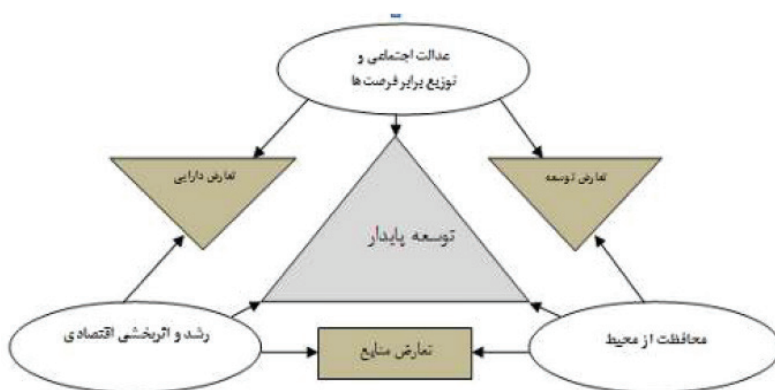 عدالت اجتماعی و
توزیع برابر فرصت ها
تعارض دارایی
تعارض توسعه
توسعه پایدار
رشد و اثربخشی اقتصادی
تعارض منابع
محافظت از محیط